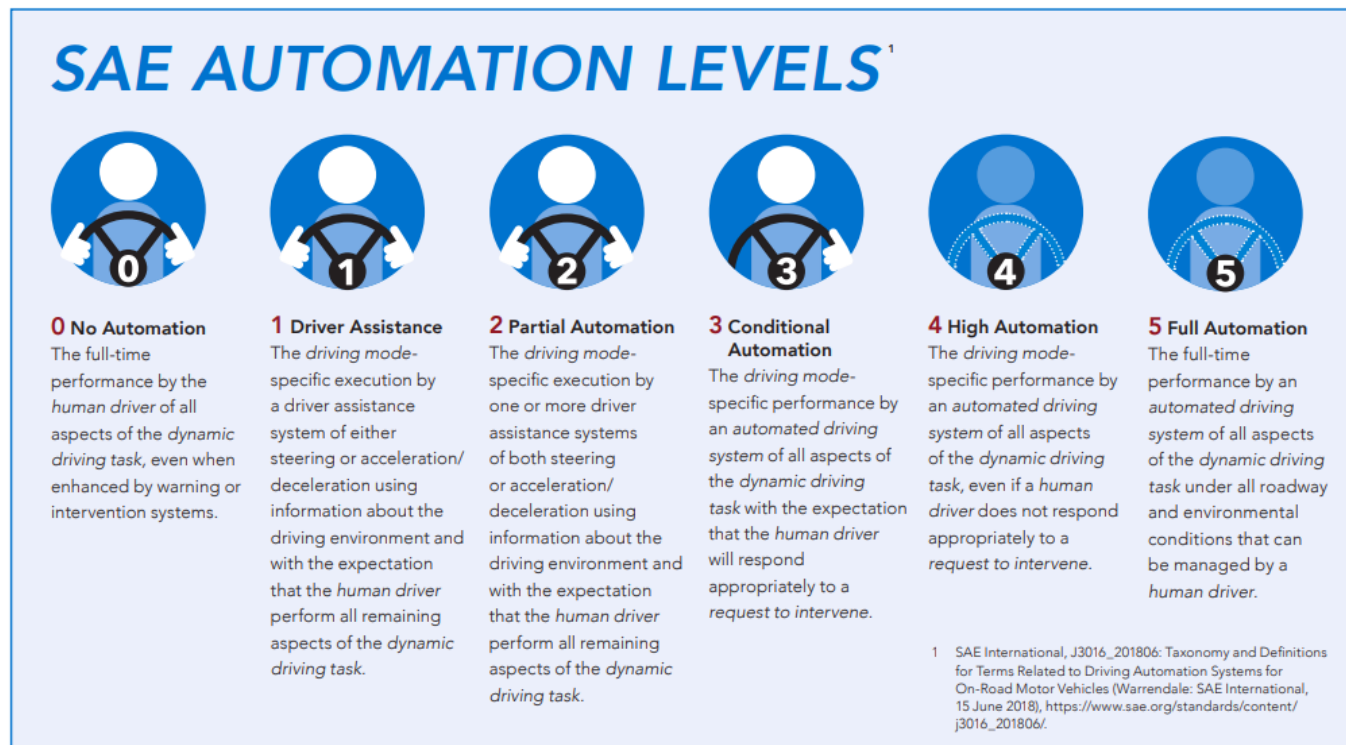 SAE AUTOMATION LEVELS¹
0
1
2
3
4
5
0 No Automation
The full-time
performance by the
human driver of all
aspects of the dynamic
driving task, even when
enhanced by warning or
intervention systems.
1 Driver Assistance
The driving mode-
specific execution by
a driver assistance
system of either
steering or acceleration/
deceleration using
information about the
driving environment and
with the expectation
that the human driver
perform all remaining
aspects of the dynamic
driving task.
2 Partial Automation
The driving mode-
specific execution by
one or more driver
assistance systems
of both steering
or acceleration/
deceleration using
information about the
driving environment and
with the expectation
that the human driver
perform all remaining
aspects of the dynamic
driving task.
3 Conditional
Automation
The driving mode-
specific performance by
an automated driving
system of all aspects of
the dynamic driving
task with the expectation
that the human driver
will respond
appropriately to a
request to intervene.
4 High Automation
The driving mode-
specific performance by
an automated driving
system of all aspects
of the dynamic driving
task, even if a human
driver does not respond
appropriately to a
request to intervene.
5 Full Automation
The full-time
performance by an
automated driving
system of all aspects
of the dynamic driving
task under all roadway
and environmental
conditions that can
be managed by a
human driver.
1 SAE International, J3016_201806: Taxonomy and Definitions
for Terms Related to Driving Automation Systems for
On-Road Motor Vehicles (Warrendale: SAE International,
15 June 2018), https://www.sae.org/standards/content/
j3016_201806/.